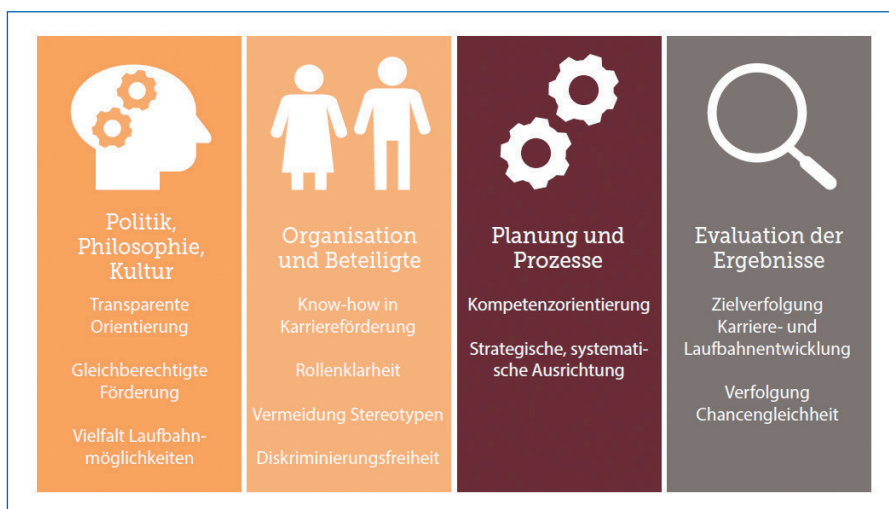 Politik,
Philosophie,
Kultur
Transparente
Orientierung
Gleichberechtigte
Förderung
Vielfalt Laufbahn-
möglichkeiten
Organisation
und Beteiligte
Know-how in
Karriereförderung
Rollenklarheit
Vermeidung Stereotypen
Diskriminierungsfreiheit
Planung und
Prozesse
Kompetenzorientierung
Strategische, systemati-
sche Ausrichtung
Evaluation der
Ergebnisse
Zielverfolgung
Karriere- und
Laufbahnentwicklung
Verfolgung
Chancengleichheit